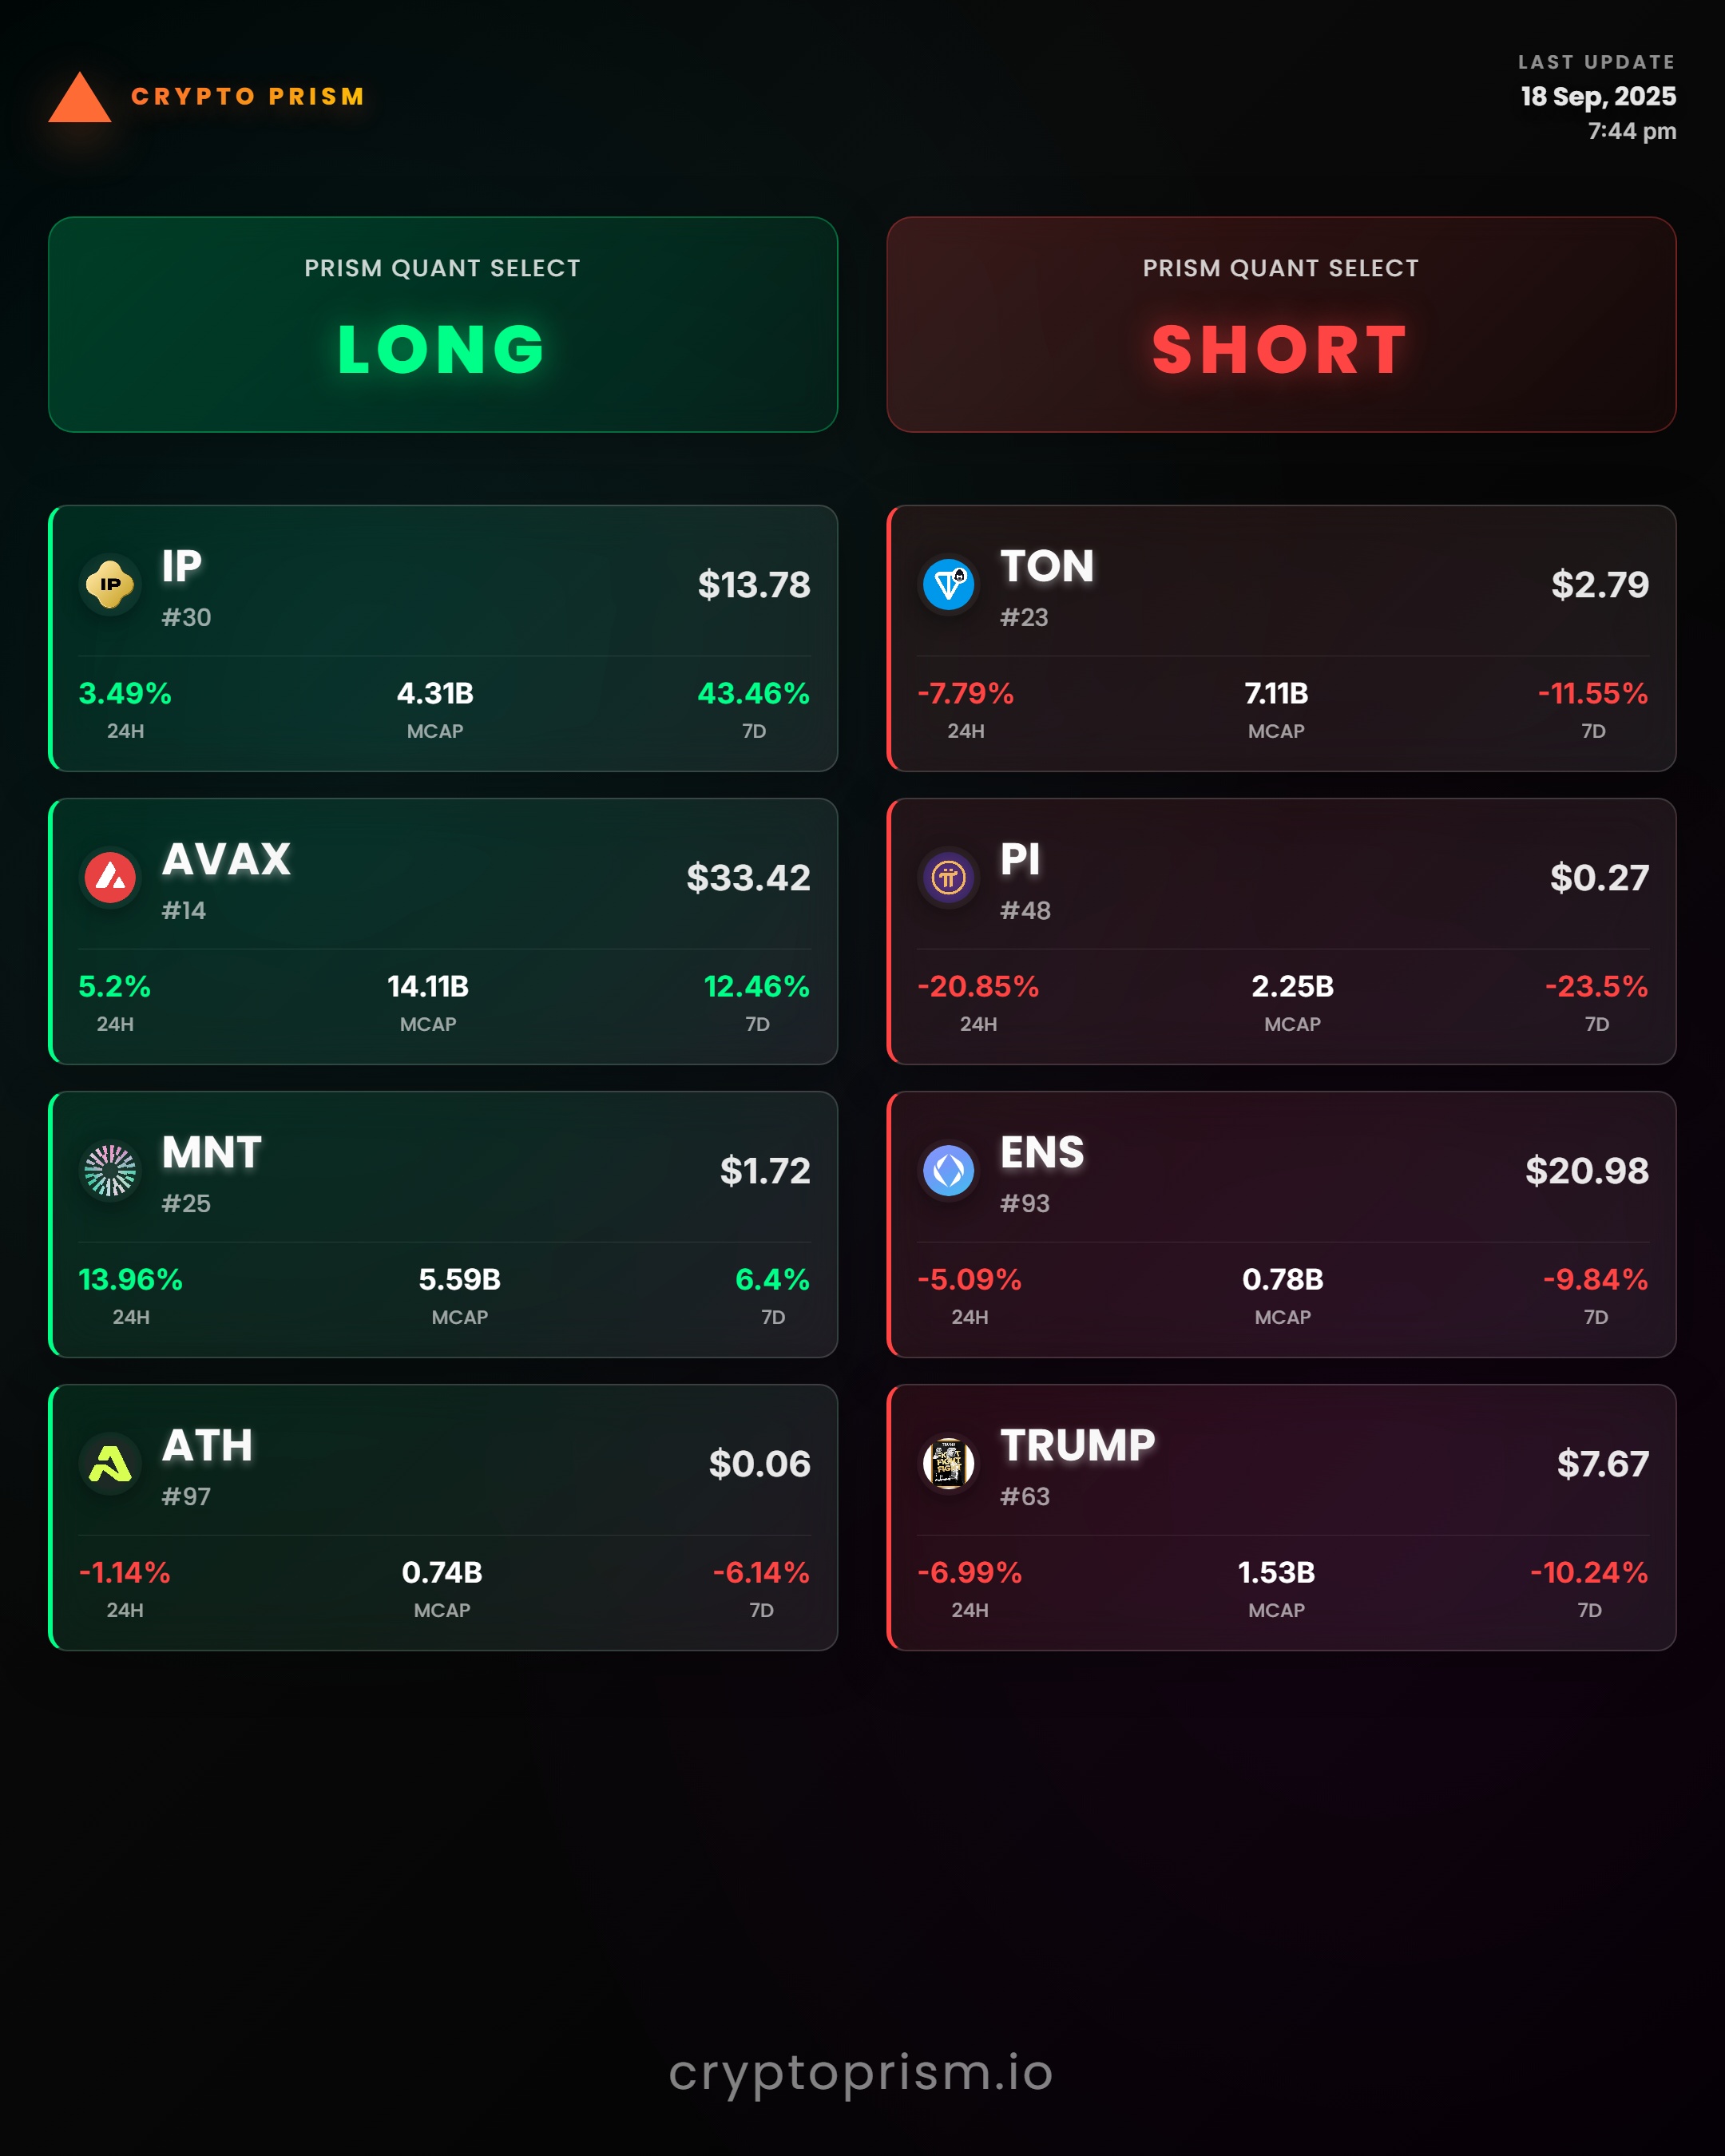 CRYPTO PRISM
LAST UPDATE
18 Sep, 2025
7:44 pm
PRISM QUANT SELECT
LONG
IP
IP
#30
$13.78
3.49% 4.31B 43.46%
24H MCAP 7D
AVAX
#14
$33.42
5.2% 14.11B 12.46%
24H MCAP 7D
MNT
#25
$1.72
13.96% 5.59B 6.4%
24H MCAP 7D
ATH
#97
$0.06
-1.14% 0.74B -6.14%
24H MCAP 7D
PRISM QUANT SELECT
SHORT
TON
#23
$2.79
-7.79% 7.11B -11.55%
24H MCAP 7D
PI
#48
$0.27
-20.85% 2.25B -23.5%
24H MCAP 7D
ENS
#93
$20.98
-5.09% 0.78B -9.84%
24H MCAP 7D
TRUMP
#63
$7.67
-6.99% 1.53B -10.24%
24H MCAP 7D
cryptoprism.io